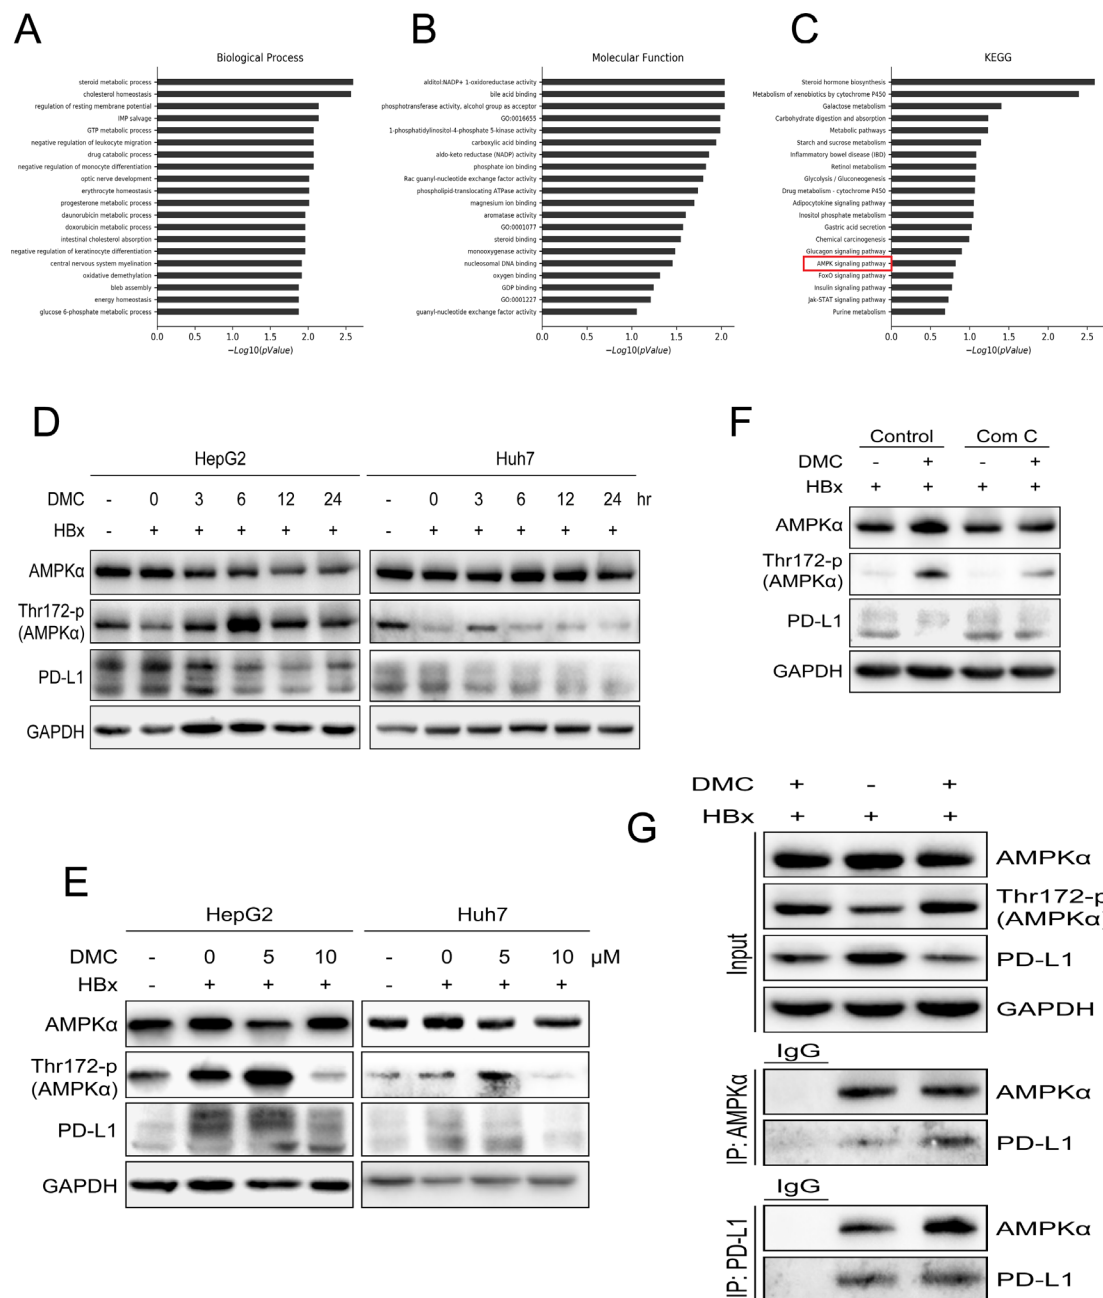 A
Biological Process
steroid metabolic process
cholesterol homeostasis
regulation of resting membrane potential
IMP salvage
GTP metabolic process
negative regulation of leukocyte migration
drug catabolic process
negative regulation of monocyte differentiation
optic nerve development
erythrocyte homeostasis
progesterone metabolic process
daunorubicin metabolic process
doxorubicin metabolic process
intestinal cholesterol absorption
negative regulation of keratinocyte differentiation
central nervous system myelination
oxidative demethylation
bleb assembly
energy homeostasis
glucose 6-phosphate metabolic process
0.0 0.5 1.0 1.5 2.0 2.5
−Log10(pValue)
B
Molecular Function
alditol:NADP+ 1-oxidoreductase activity
bile acid binding
phosphotransferase activity, alcohol group as acceptor
GO:0016655
1-phosphatidylinositol-4-phosphate 5-kinase activity
carboxylic acid binding
aldo-keto reductase (NADP) activity
phosphate ion binding
Rac guanyl-nucleotide exchange factor activity
phospholipid-translocating ATPase activity
magnesium ion binding
aromatase activity
GO:0001077
steroid binding
monooxygenase activity
nucleosomal DNA binding
oxygen binding
GDP binding
GO:0001227
guanyl-nucleotide exchange factor activity
0.0 0.5 1.0 1.5 2.0
−Log10(pValue)
C
KEGG
Steroid hormone biosynthesis
Metabolism of xenobiotics by cytochrome P450
Galactose metabolism
Carbohydrate digestion and absorption
Metabolic pathways
Starch and sucrose metabolism
Inflammatory bowel disease (IBD)
Retinol metabolism
Glycolysis / Gluconeogenesis
Drug metabolism - cytochrome P450
Adipocytokine signaling pathway
Inositol phosphate metabolism
Gastric acid secretion
Chemical carcinogenesis
Glucagon signaling pathway
AMPK signaling pathway
FoxO signaling pathway
Insulin signaling pathway
Jak-STAT signaling pathway
Purine metabolism
0.0 0.5 1.0 1.5 2.0 2.5
−Log10(pValue)
D
HepG2 Huh7
DMC - 0 3 6 12 24 - 0 3 6 12 24 hr
HBx - + + + + + - + + + + +
AMPKα
Thr172-p
(AMPKα)
PD-L1
GAPDH
F
Control Com C
DMC - + - +
HBx + + + +
AMPKα
Thr172-p
(AMPKα)
PD-L1
GAPDH
E
HepG2 Huh7
DMC - 0 5 10 - 0 5 10 µM
HBx - + + + - + + +
AMPKα
Thr172-p
(AMPKα)
PD-L1
GAPDH
G
DMC + - +
HBx + + +
Input
AMPKα
Thr172-p
(AMPKα)
PD-L1
GAPDH
IgG
IP: AMPKα
AMPKα
PD-L1
IgG
IP: PD-L1
AMPKα
PD-L1